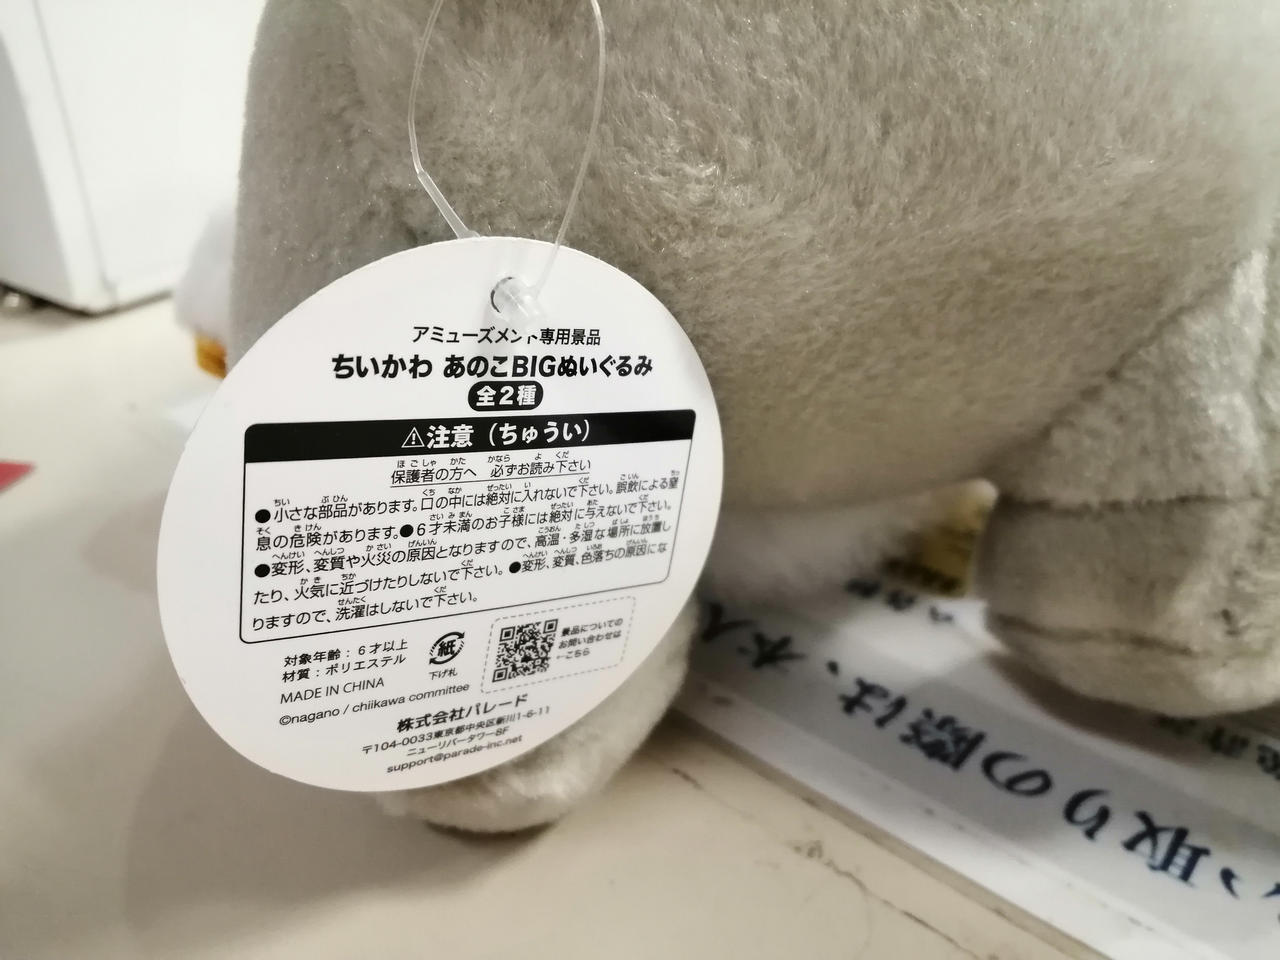 アミューズメント専用景品
ちいかわ あのこBIGぬいぐるみ
全2種
⚠注意（ちゅうい）
保護者の方へ 必ずお読み下さい
●小さな部品があります。口の中には絶対に入れないで下さい。誤飲による窒
息の危険があります。●6才未満のお子様には絶対に与えないで下さい。
●変形、変質や火災の原因となりますので、高温・多湿な場所に放置し
たり、火気に近づけたりしないで下さい。●変形、変質、色落ちの原因にな
りますので、洗濯はしないで下さい。
対象年齢：6才以上
材質：ポリエステル
MADE IN CHINA
©nagano / chiikawa committee
紙
下げ札
景品についての
お問い合わせは
←こちら
株式会社パレード
〒104-0033東京都中央区新川1-6-11
ニューリバータワー8F
support@parade-inc.net
取りの際は、本人